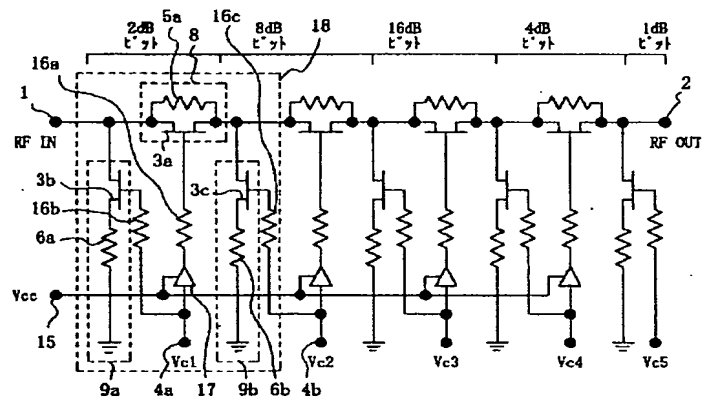 2dB 8dB 16dB 4dB 1dB
ビット ビット ビット ビット ビット
5a 16c
8 18
16a
1 2
RF IN 3a RF OUT
3b 3c
16b
6a
Vcc
15 Vc1 17 Vc2 6b Vc3 Vc4 Vc5
9a 4a 9b 4b